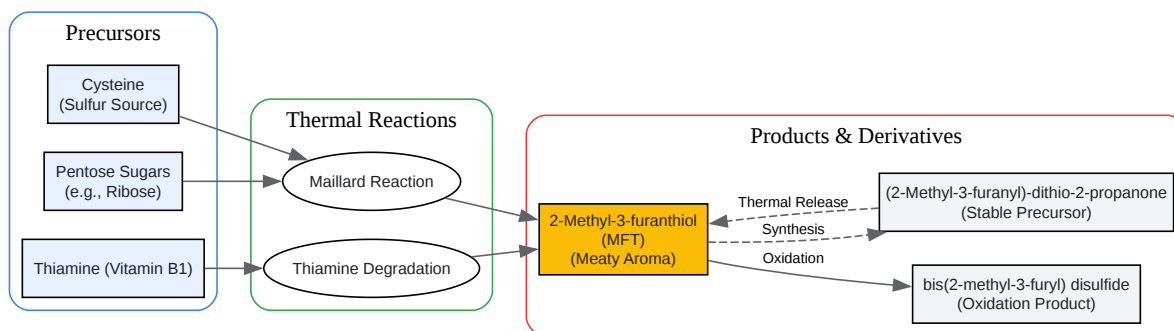 Precursors
Cysteine
(Sulfur Source)
Pentose Sugars
(e.g., Ribose)
Thiamine (Vitamin B1)
Thermal Reactions
Maillard Reaction
Thiamine Degradation
Products & Derivatives
2-Methyl-3-furanthiol
(MFT)
(Meaty Aroma)
Thermal Release
Synthesis
Oxidation
(2-Methyl-3-furanyl)-dithio-2-propanone
(Stable Precursor)
bis(2-methyl-3-furyl) disulfide
(Oxidation Product)